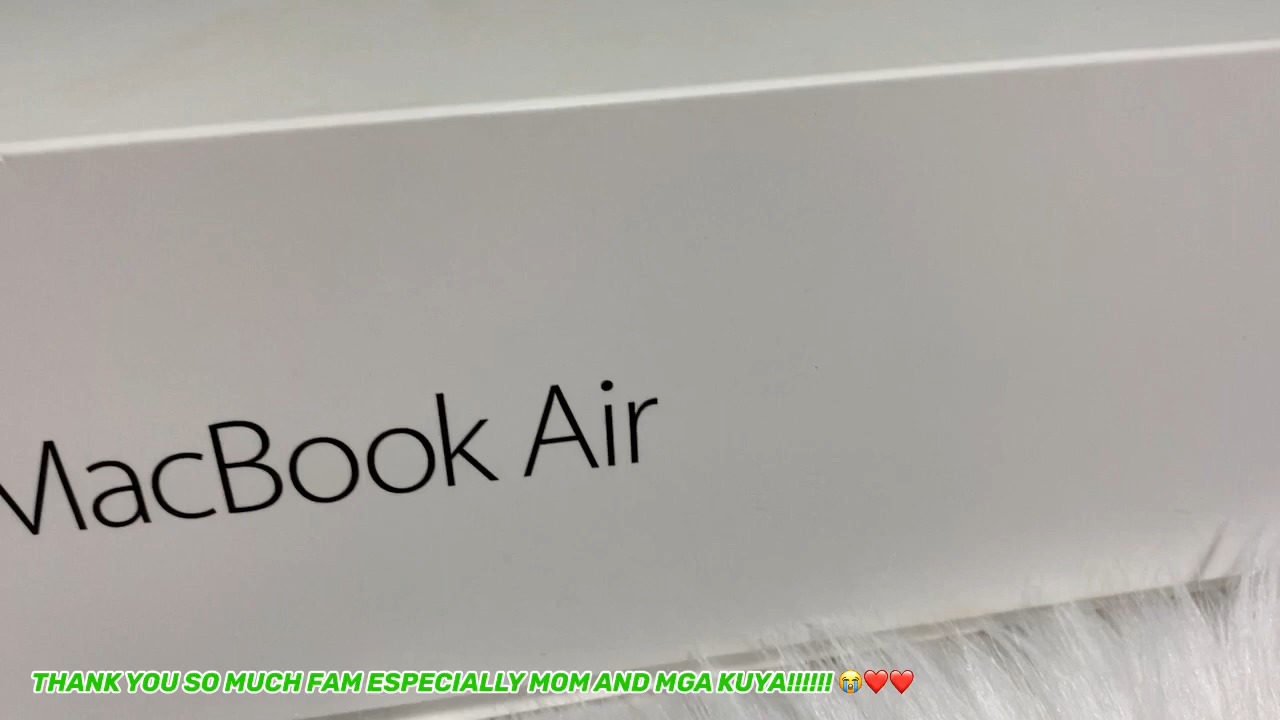 MacBook Air
THANK YOU SO MUCH FAM ESPECIALLY MOM AND MGA KUYA!!!!!! 😭❤️❤️